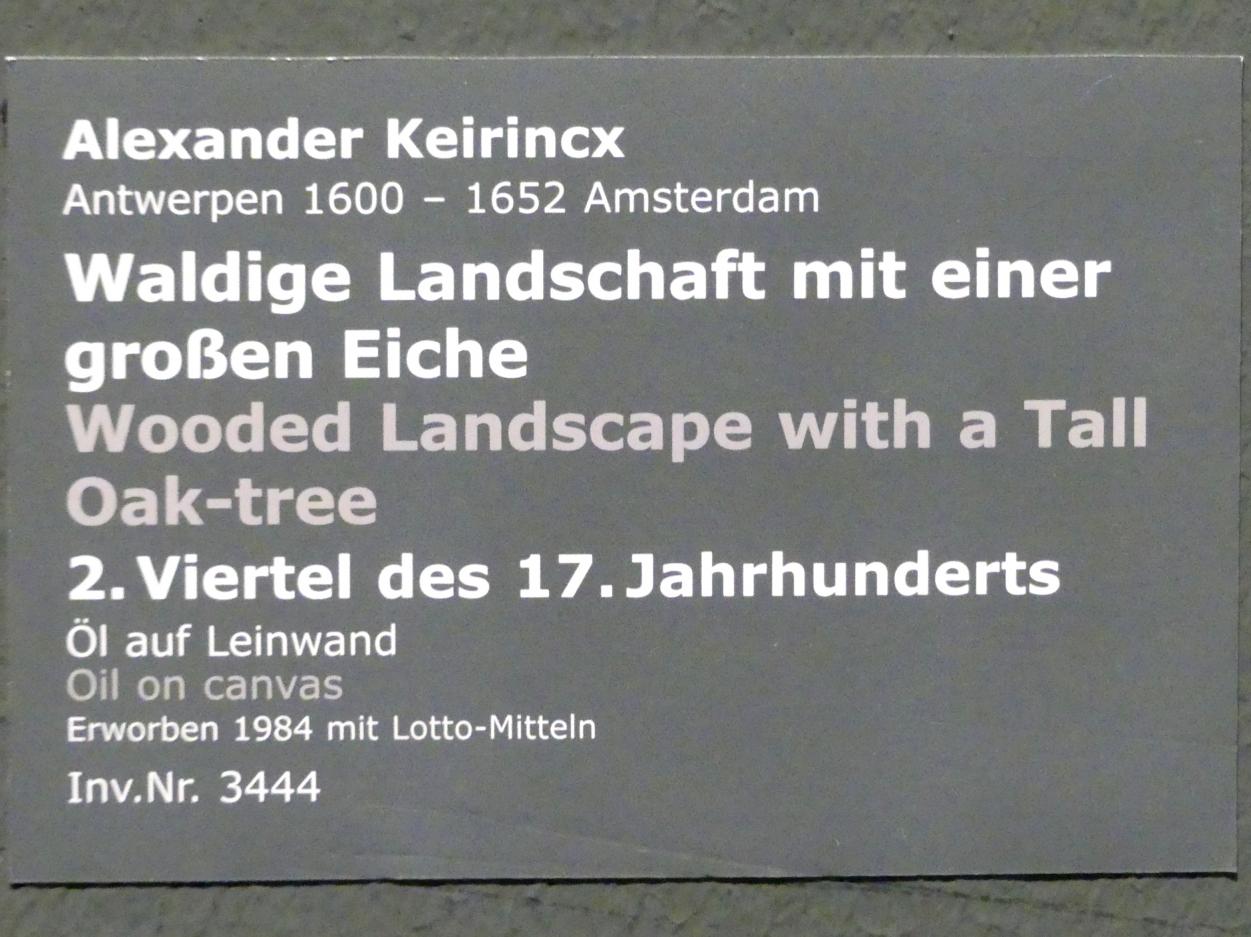 Alexander Keirincx
Antwerpen 1600 – 1652 Amsterdam
Waldige Landschaft mit einer
großen Eiche
Wooded Landscape with a Tall
Oak-tree
2. Viertel des 17. Jahrhunderts
Öl auf Leinwand
Oil on canvas
Erworben 1984 mit Lotto-Mitteln
Inv.Nr. 3444